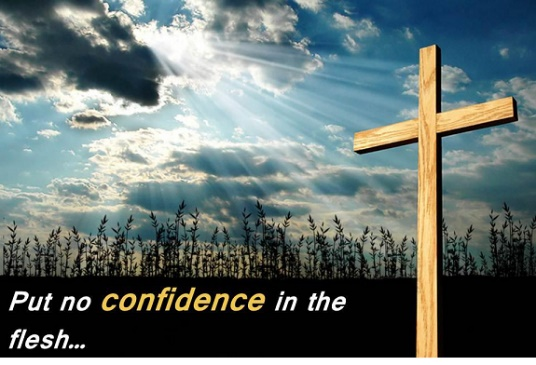 Put no confidence in the
flesh...